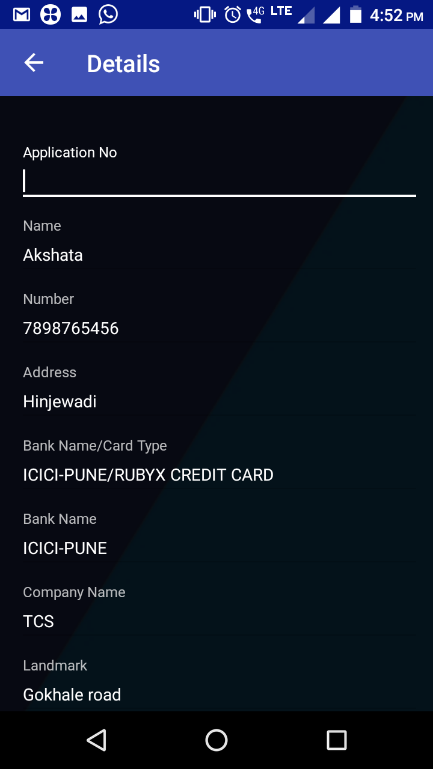 4G LTE 4:52 PM
Details
Application No
Name
Akshata
Number
7898765456
Address
Hinjewadi
Bank Name/Card Type
ICICI-PUNE/RUBYX CREDIT CARD
Bank Name
ICICI-PUNE
Company Name
TCS
Landmark
Gokhale road